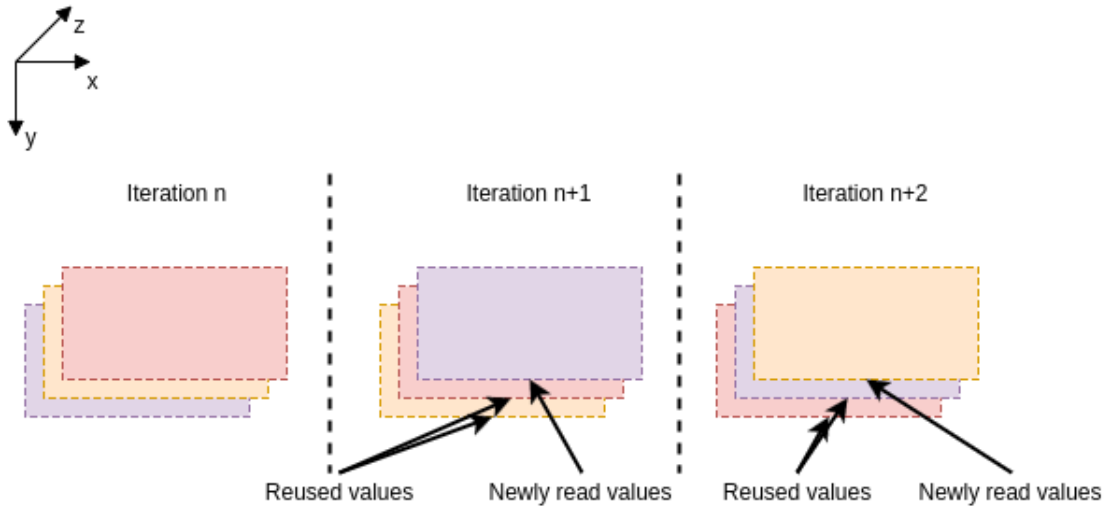 z
x
y
Iteration n
Iteration n+1
Iteration n+2
Reused values
Newly read values
Reused values
Newly read values